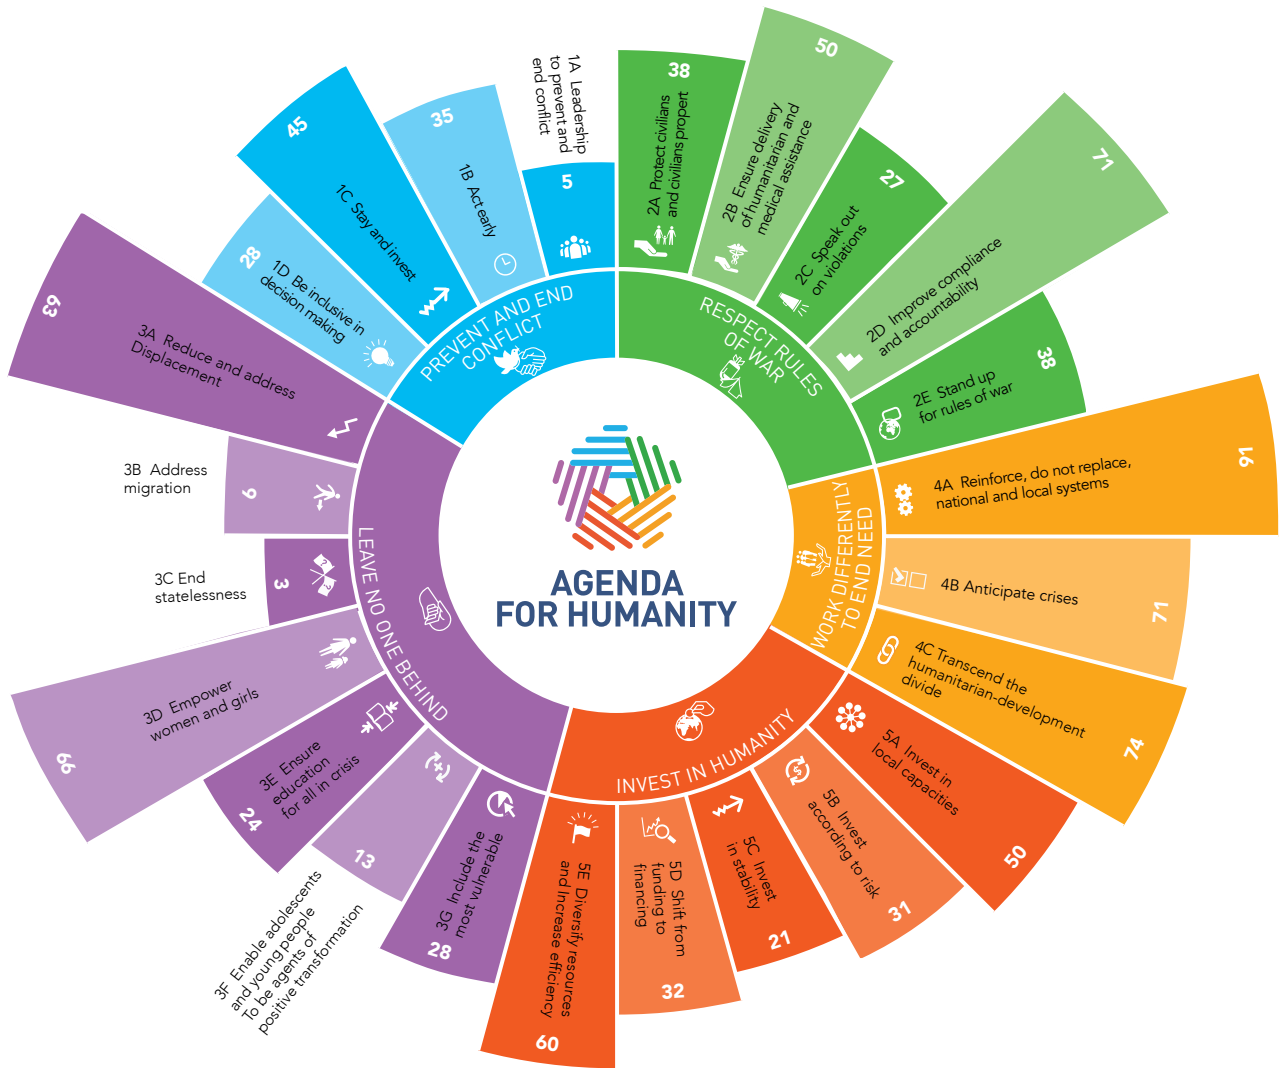 AGENDA
FOR HUMANITY
PREVENT AND END
CONFLICT
1A Leadership
to prevent and
end conflict
5
1B Act early
35
1C Stay and invest
45
1D Be inclusive in
decision making
28
RESPECT RULES
OF WAR
2A Protect civilians
and civilians propert
38
2B Ensure delivery
of humanitarian and
medical assistance
50
2C Speak out
on violations
27
2D Improve compliance
and accountability
71
2E Stand up
for rules of war
38
LEAVE NO ONE BEHIND
3A Reduce and address
Displacement
63
3B Address
migration
3C End
statelessness
3
3D Empower
women and girls
66
3E Ensure
education
for all in crisis
24
3F Enable adolescents
and young people
To be agents of
positive transformation
13
3G Include the
most vulnerable
28
WORK DIFFERENTLY
TO END NEED
4A Reinforce, do not replace,
national and local systems
91
4B Anticipate crises
71
4C Transcend the
humanitarian-development
divide
74
INVEST IN HUMANITY
5A Invest in
local capacities
50
5B Invest
according to risk
31
5C Invest
in stability
21
5D Shift from
funding to
financing
32
5E Diversify resources
and Increase efficiency
60